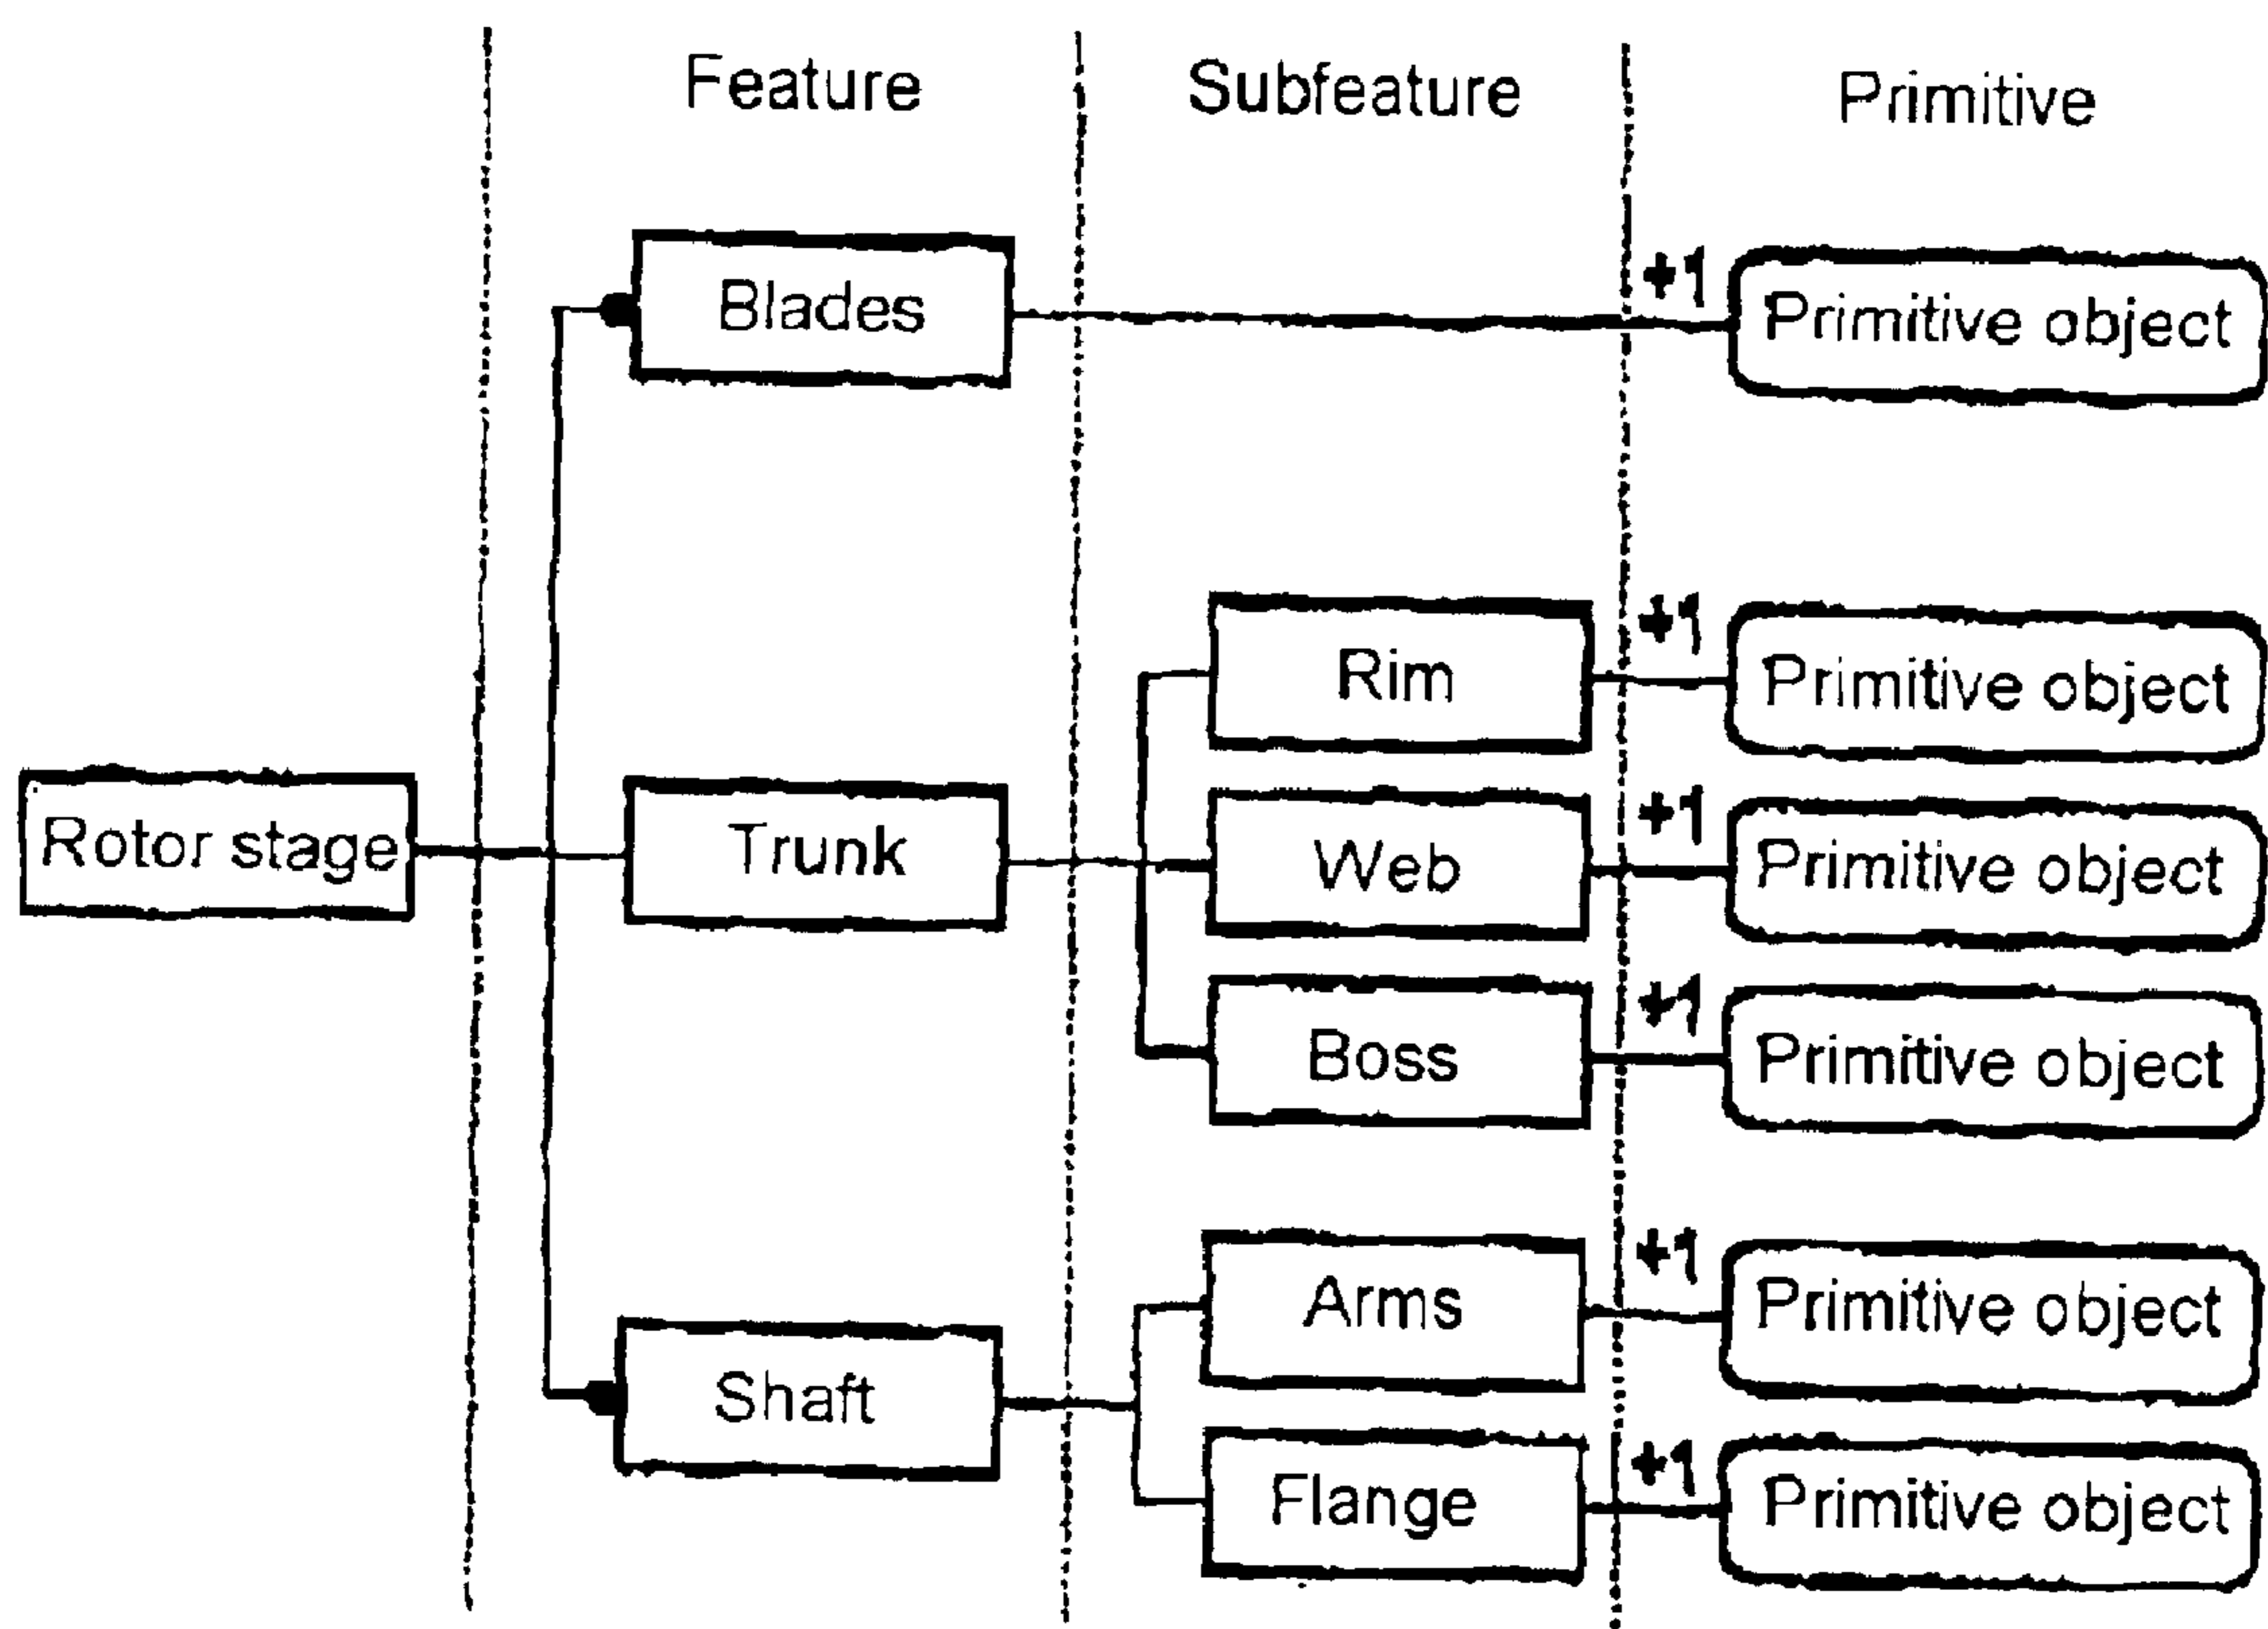 Feature
Subfeature
Primitive
Blades
+1
Primitive object
Rim
+1
Primitive object
Rotor stage
Trunk
Web
+1
Primitive object
Boss
+1
Primitive object
Arms
+1
Primitive object
Shaft
Flange
+1
Primitive object